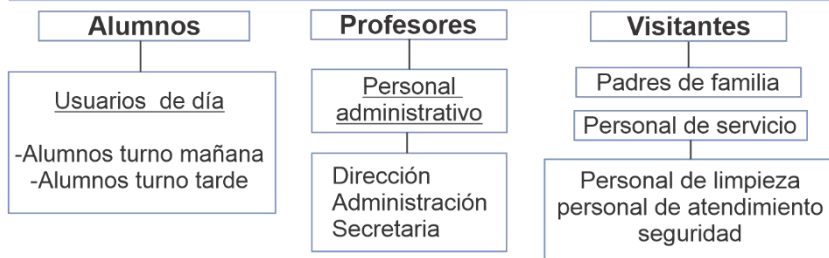 Alumnos
Usuarios de día
-Alumnos turno mañana
-Alumnos turno tarde
Profesores
Personal
administrativo
Dirección
Administración
Secretaria
Visitantes
Padres de familia
Personal de servicio
Personal de limpieza
personal de atendimiento
seguridad